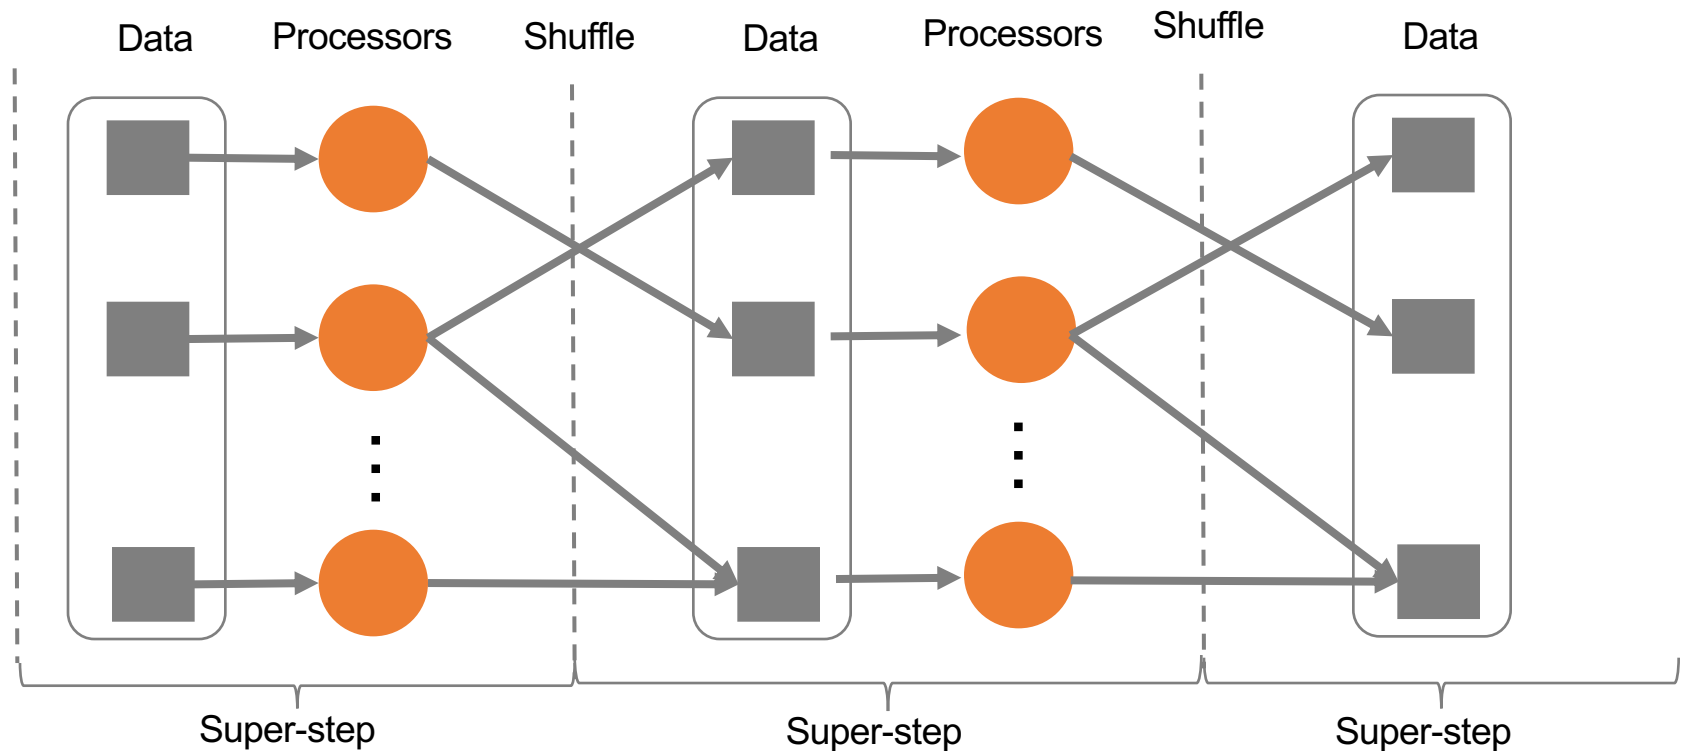 Data Processors Shuffle Data Processors Shuffle Data
Super-step Super-step Super-step